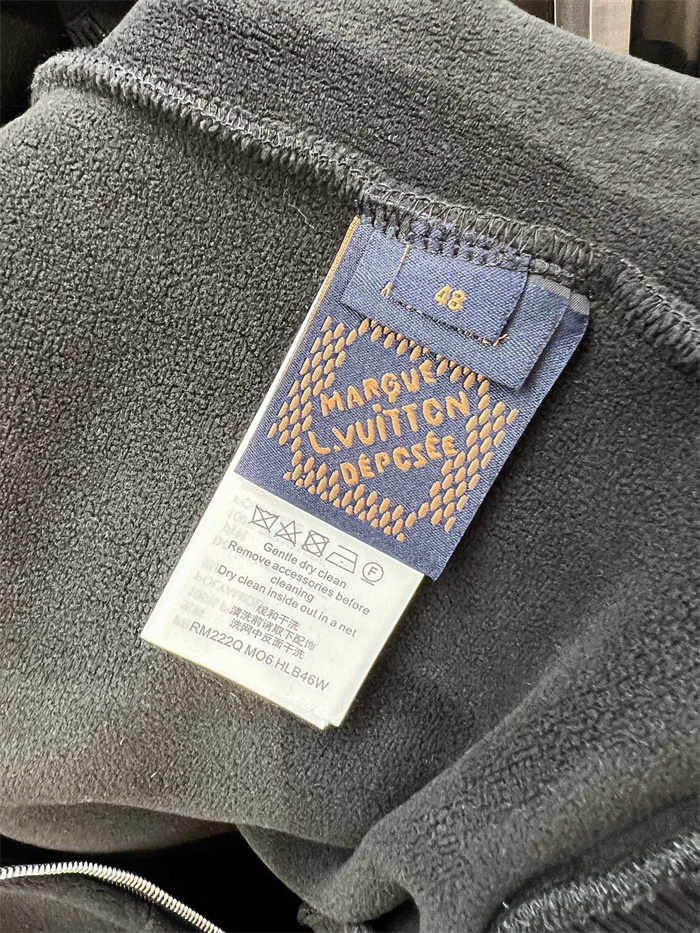 48
MARQUE
L.VUITTON
DÉPOSÉE
F
Gentle dry clean
Remove accessories before
cleaning
Dry clean inside out in a net
缓和干洗
清洗前请取下配饰
洗网中反面干洗
RM222Q MO6 HLB46W